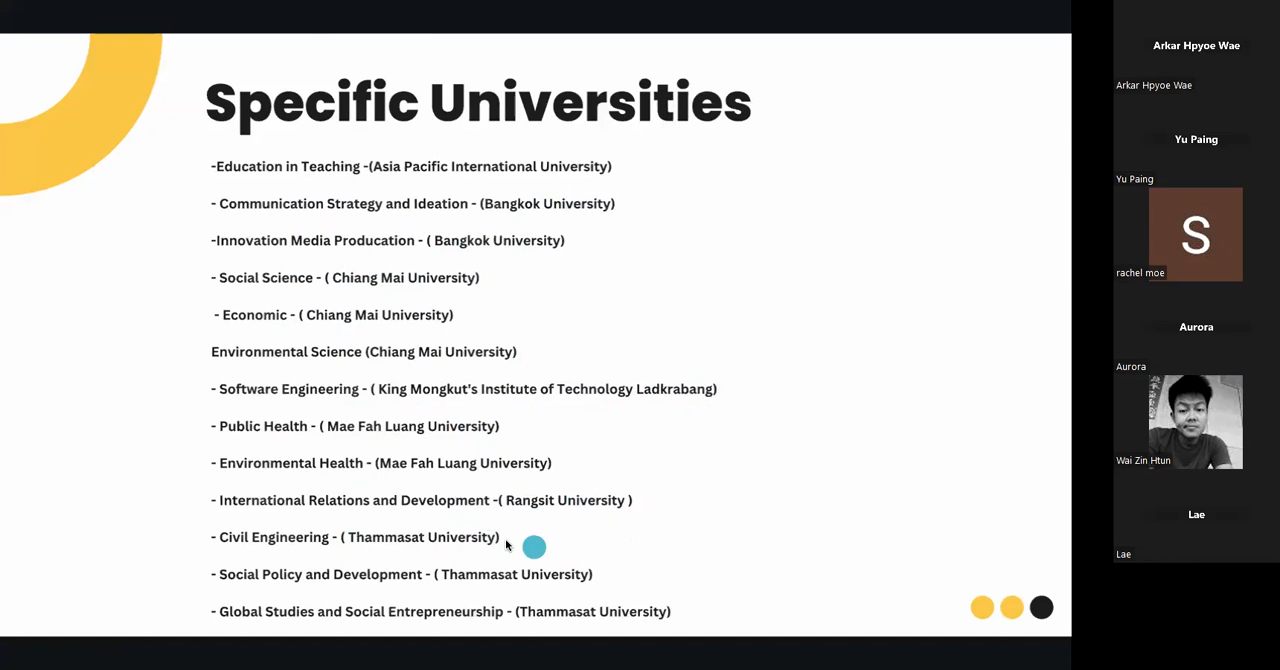 Specific Universities
-Education in Teaching -(Asia Pacific International University)
- Communication Strategy and Ideation - (Bangkok University)
-Innovation Media Producation - ( Bangkok University)
- Social Science - ( Chiang Mai University)
- Economic - ( Chiang Mai University)
Environmental Science (Chiang Mai University)
- Software Engineering - ( King Mongkut's Institute of Technology Ladkrabang)
- Public Health - ( Mae Fah Luang University)
- Environmental Health - (Mae Fah Luang University)
- International Relations and Development -( Rangsit University )
- Civil Engineering - ( Thammasat University)
- Social Policy and Development - ( Thammasat University)
- Global Studies and Social Entrepreneurship - (Thammasat University)
Arkar Hpyoe Wae
Arkar Hpyoe Wae
Yu Paing
Yu Paing
S
rachel moe
Aurora
Aurora
Wai Zin Htun
Lae
Lae